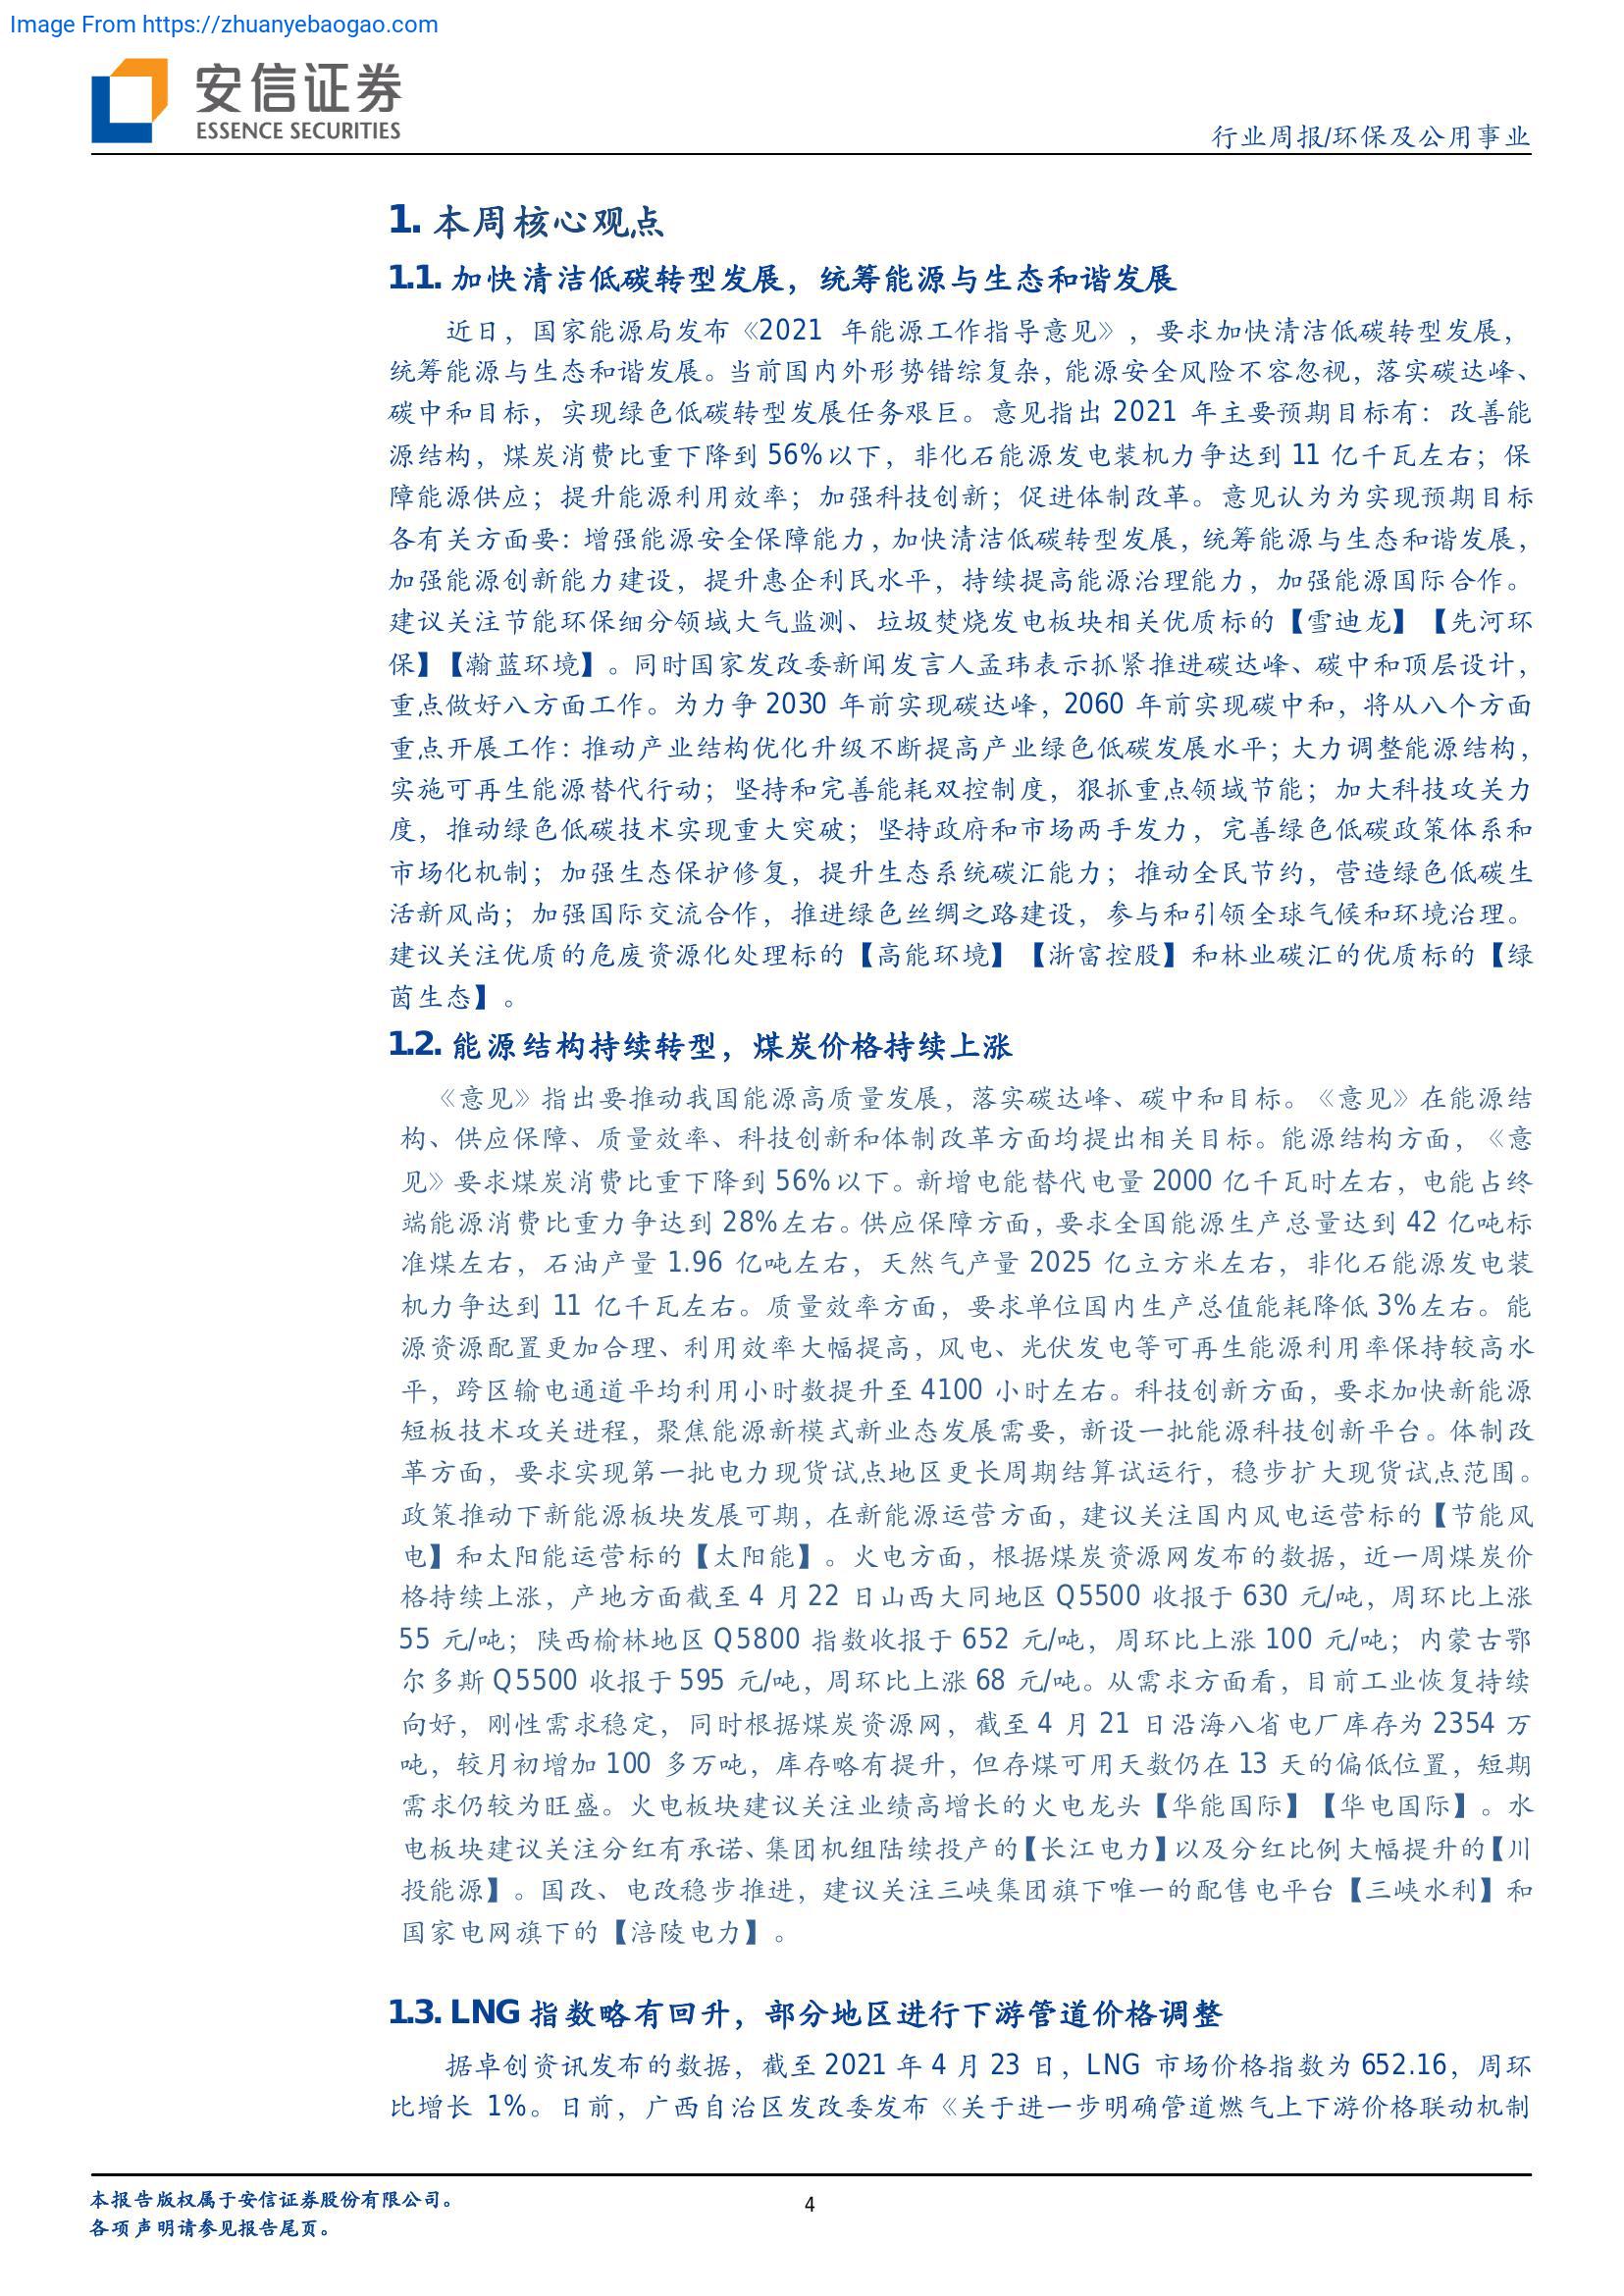 Image From https://zhuanyebaogao.com
安信证券
ESSENCE SECURITIES
行业周报/环保及公用事业
1. 本周核心观点
1.1. 加快清洁低碳转型发展，统筹能源与生态和谐发展
近日，国家能源局发布《2021 年能源工作指导意见》，要求加快清洁低碳转型发展，
统筹能源与生态和谐发展。当前国内外形势错综复杂，能源安全风险不容忽视，落实碳达峰、
碳中和目标，实现绿色低碳转型发展任务艰巨。意见指出 2021 年主要预期目标有：改善能
源结构，煤炭消费比重下降到 56%以下，非化石能源发电装机力争达到 11 亿千瓦左右；保
障能源供应；提升能源利用效率；加强科技创新；促进体制改革。意见认为为实现预期目标
各有关方面要：增强能源安全保障能力，加快清洁低碳转型发展，统筹能源与生态和谐发展，
加强能源创新能力建设，提升惠企利民水平，持续提高能源治理能力，加强能源国际合作。
建议关注节能环保细分领域大气监测、垃圾焚烧发电板块相关优质标的【雪迪龙】【先河环
保】【瀚蓝环境】。同时国家发改委新闻发言人孟玮表示抓紧推进碳达峰、碳中和顶层设计，
重点做好八方面工作。为力争 2030 年前实现碳达峰，2060 年前实现碳中和，将从八个方面
重点开展工作：推动产业结构优化升级不断提高产业绿色低碳发展水平；大力调整能源结构，
实施可再生能源替代行动；坚持和完善能耗双控制度，狠抓重点领域节能；加大科技攻关力
度，推动绿色低碳技术实现重大突破；坚持政府和市场两手发力，完善绿色低碳政策体系和
市场化机制；加强生态保护修复，提升生态系统碳汇能力；推动全民节约，营造绿色低碳生
活新风尚；加强国际交流合作，推进绿色丝绸之路建设，参与和引领全球气候和环境治理。
建议关注优质的危废资源化处理标的【高能环境】【浙富控股】和林业碳汇的优质标的【绿
茵生态】。
1.2. 能源结构持续转型，煤炭价格持续上涨
《意见》指出要推动我国能源高质量发展，落实碳达峰、碳中和目标。《意见》在能源结
构、供应保障、质量效率、科技创新和体制改革方面均提出相关目标。能源结构方面，《意
见》要求煤炭消费比重下降到 56%以下。新增电能替代电量 2000 亿千瓦时左右，电能占终
端能源消费比重力争达到 28%左右。供应保障方面，要求全国能源生产总量达到 42 亿吨标
准煤左右，石油产量 1.96 亿吨左右，天然气产量 2025 亿立方米左右，非化石能源发电装
机力争达到 11 亿千瓦左右。质量效率方面，要求单位国内生产总值能耗降低 3%左右。能
源资源配置更加合理、利用效率大幅提高，风电、光伏发电等可再生能源利用率保持较高水
平，跨区输电通道平均利用小时数提升至 4100 小时左右。科技创新方面，要求加快新能源
短板技术攻关进程，聚焦能源新模式新业态发展需要，新设一批能源科技创新平台。体制改
革方面，要求实现第一批电力现货试点地区更长周期结算试运行，稳步扩大现货试点范围。
政策推动下新能源板块发展可期，在新能源运营方面，建议关注国内风电运营标的【节能风
电】和太阳能运营标的【太阳能】。火电方面，根据煤炭资源网发布的数据，近一周煤炭价
格持续上涨，产地方面截至 4 月 22 日山西大同地区 Q5500 收报于 630 元/吨，周环比上涨
55 元/吨；陕西榆林地区 Q5800 指数收报于 652 元/吨，周环比上涨 100 元/吨；内蒙古鄂
尔多斯 Q5500 收报于 595 元/吨，周环比上涨 68 元/吨。从需求方面看，目前工业恢复持续
向好，刚性需求稳定，同时根据煤炭资源网，截至 4 月 21 日沿海八省电厂库存为 2354 万
吨，较月初增加 100 多万吨，库存略有提升，但存煤可用天数仍在 13 天的偏低位置，短期
需求仍较为旺盛。火电板块建议关注业绩高增长的火电龙头【华能国际】【华电国际】。水
电板块建议关注分红有承诺、集团机组陆续投产的【长江电力】以及分红比例大幅提升的【川
投能源】。国改、电改稳步推进，建议关注三峡集团旗下唯一的配售电平台【三峡水利】和
国家电网旗下的【涪陵电力】。
1.3. LNG 指数略有回升，部分地区进行下游管道价格调整
据卓创资讯发布的数据，截至 2021 年 4 月 23 日，LNG 市场价格指数为 652.16，周环
比增长 1%。日前，广西自治区发改委发布《关于进一步明确管道燃气上下游价格联动机制
本报告版权属于安信证券股份有限公司。
各项声明请参见报告尾页。
4